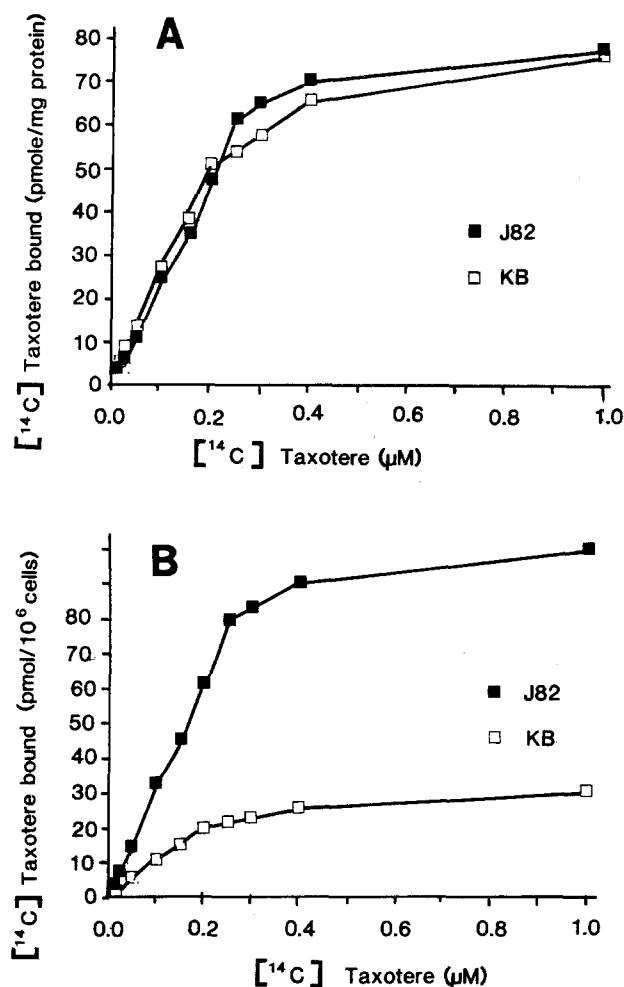 A
[¹⁴C] Taxotere bound (pmole/mg protein)
80
70
60
50
40
30
20
10
0
J82
KB
0.0 0.2 0.4 0.6 0.8 1.0
[¹⁴C] Taxotere (μM)
B
[¹⁴C] Taxotere bound (pmol/10⁶ cells)
80
70
60
50
40
30
20
10
0
J82
KB
0.0 0.2 0.4 0.6 0.8 1.0
[¹⁴C] Taxotere (μM)